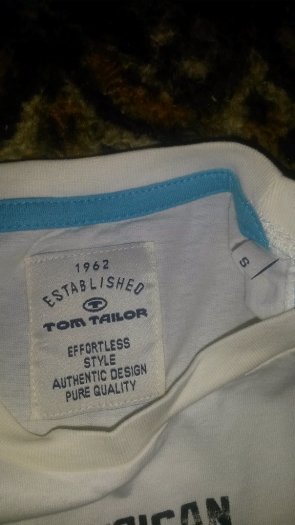 1962
ESTABLISHED
TOM TAILOR
EFFORTLESS
STYLE
AUTHENTIC DESIGN
PURE QUALITY
S